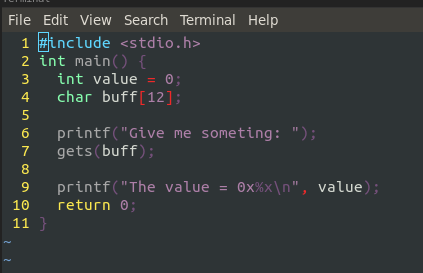 Terminal
File Edit View Search Terminal Help
1 #include <stdio.h>
2 int main() {
3   int value = 0;
4   char buff[12];
5
6   printf("Give me someting: ");
7   gets(buff);
8
9   printf("The value = 0x%x\n", value);
10   return 0;
11 }
~
~